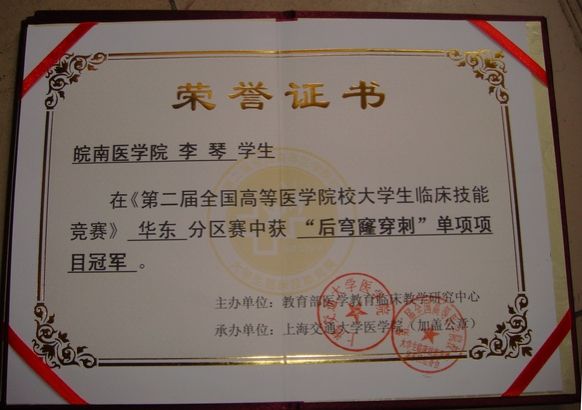 荣誉证书
皖南医学院 李 琴 学生
在《第二届全国高等医学院校大学生临床技能
竞赛》 华东 分区赛中获 “后穹窿穿刺”单项项
目冠军 。
主办单位：教育部医学教育临床教学研究中心
承办单位：上海交通大学医学院（加盖公章）